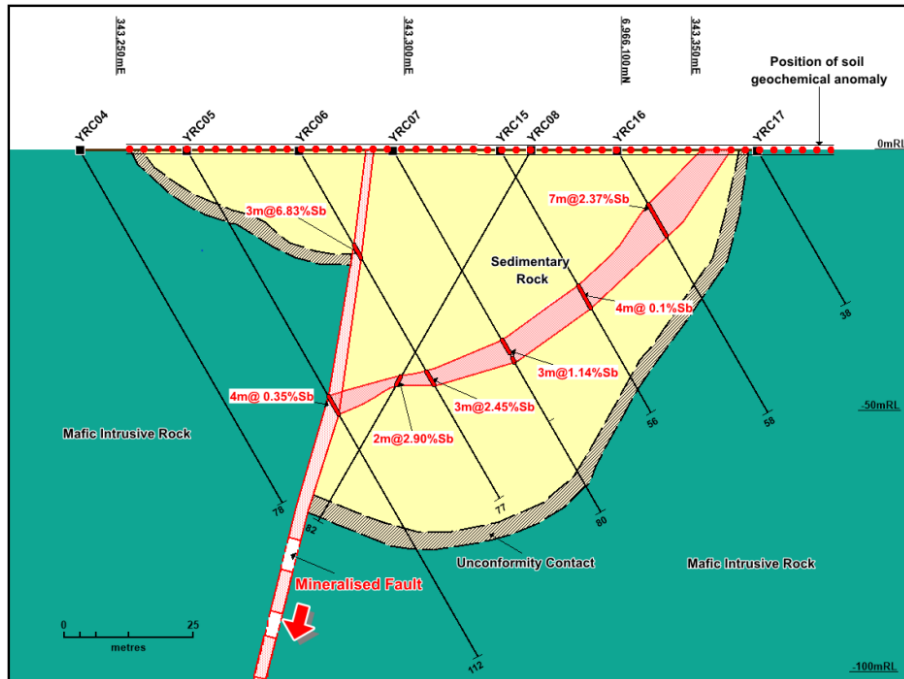 343,250mE
343,300mE
6,966,100mN
343,350mE
Position of soil
geochemical anomaly
YRC04
YRC05
YRC06
YRC07
YRC15
YRC08
YRC16
YRC17
0mRL
3m@6.83%Sb
7m@2.37%Sb
Sedimentary
Rock
4m@ 0.1%Sb
38
3m@1.14%Sb
4m@ 0.35%Sb
3m@2.45%Sb
2m@2.90%Sb
56
58
-50mRL
Mafic Intrusive Rock
78
82
77
80
Unconformity Contact
Mafic Intrusive Rock
Mineralised Fault
0
25
metres
112
-100mRL